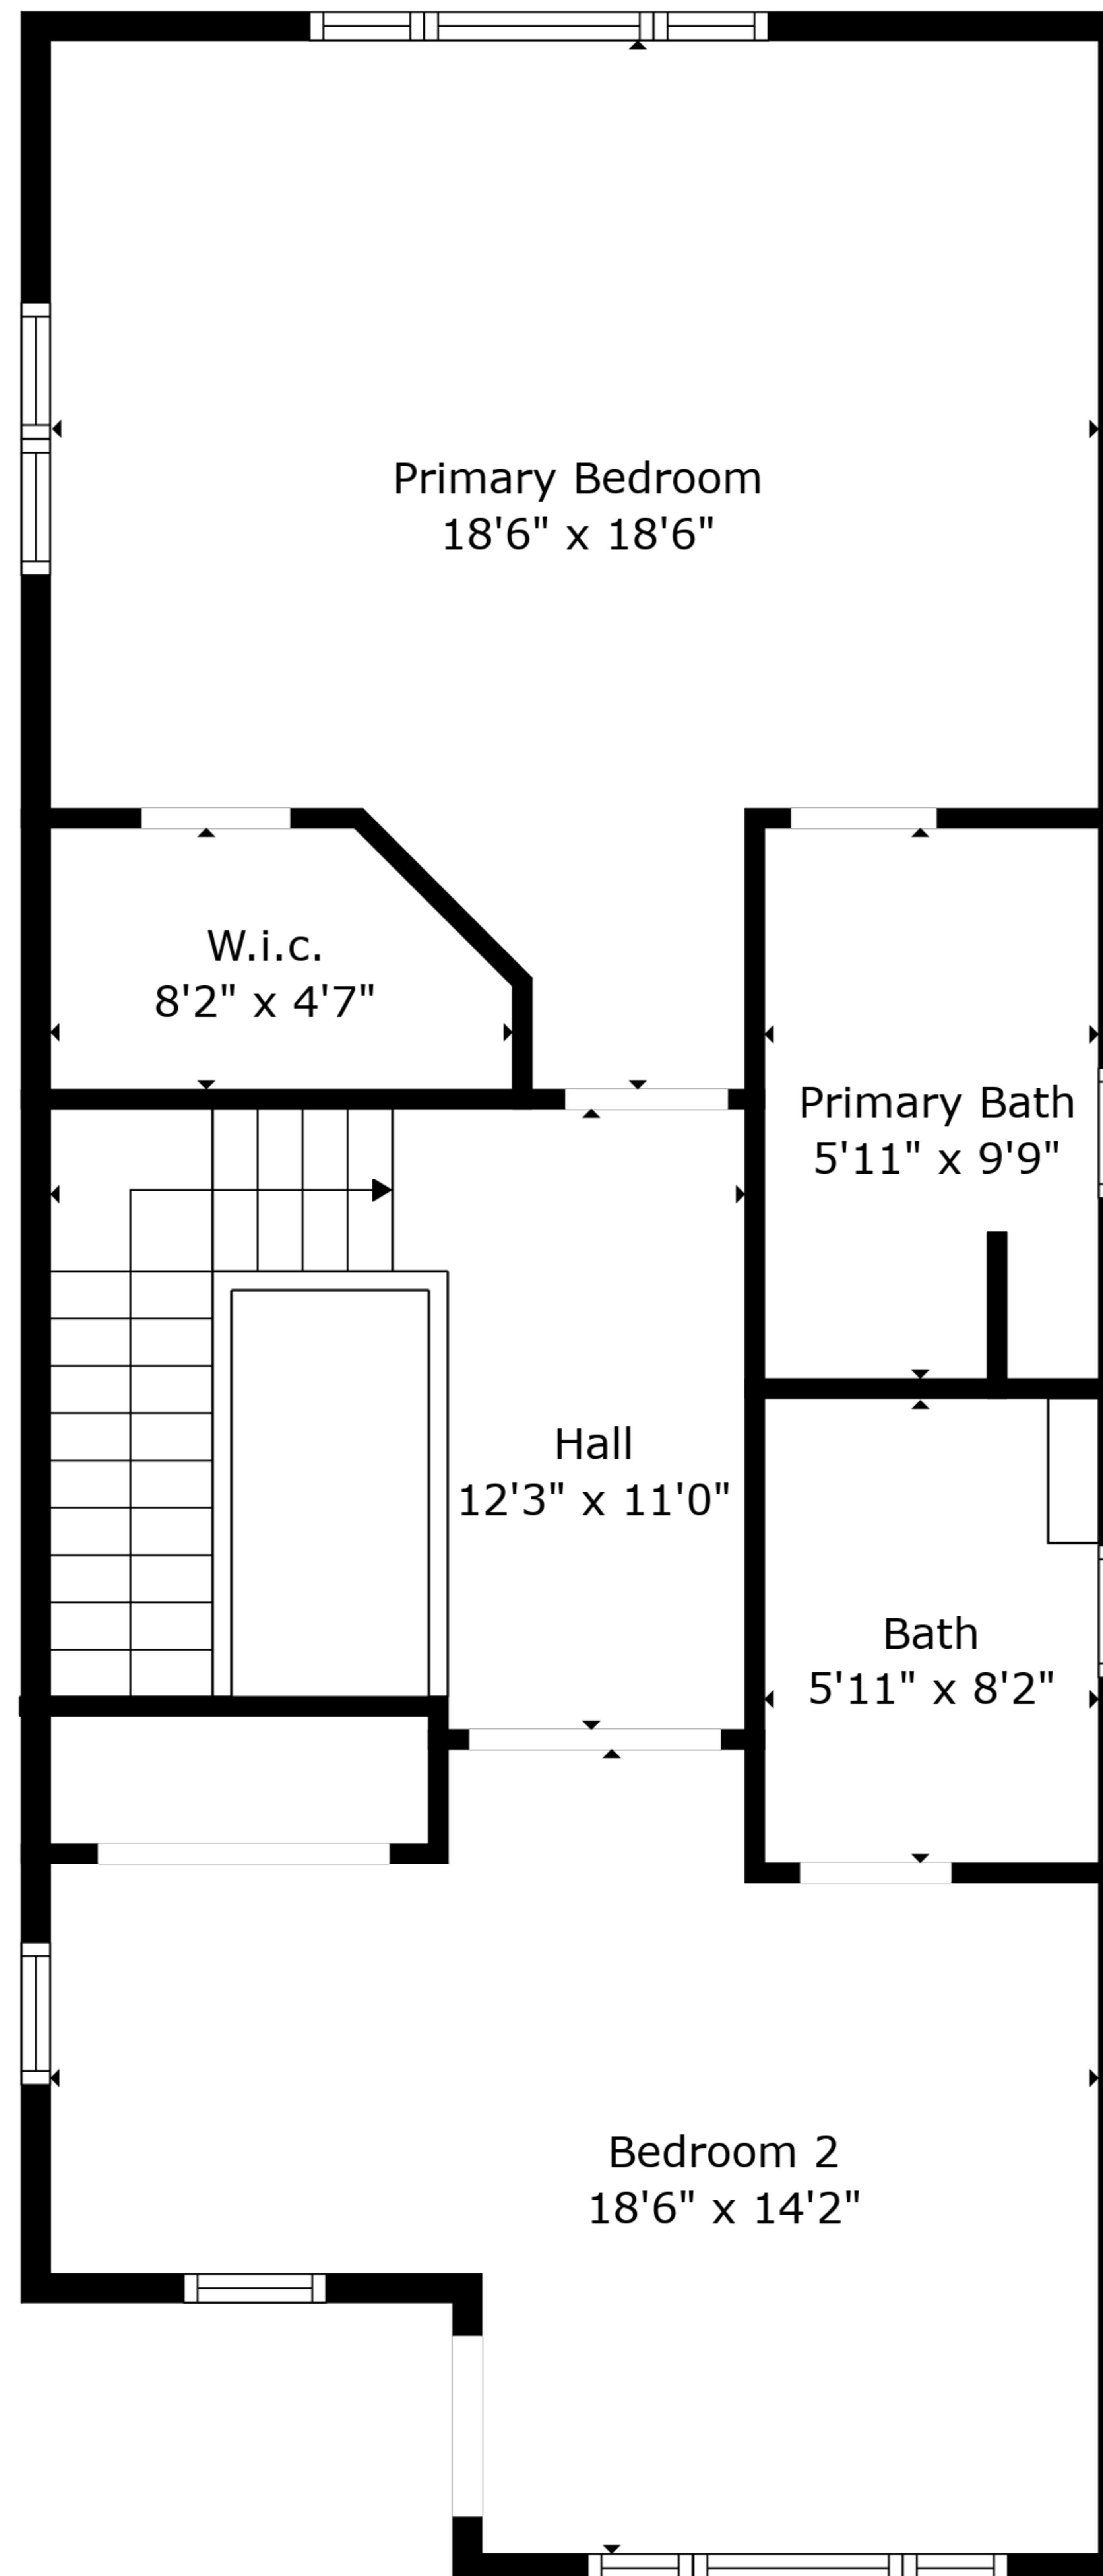 Primary Bedroom
18'6" x 18'6"
W.i.c.
8'2" x 4'7"
Primary Bath
5'11" x 9'9"
Hall
12'3" x 11'0"
Bath
5'11" x 8'2"
Bedroom 2
18'6" x 14'2"